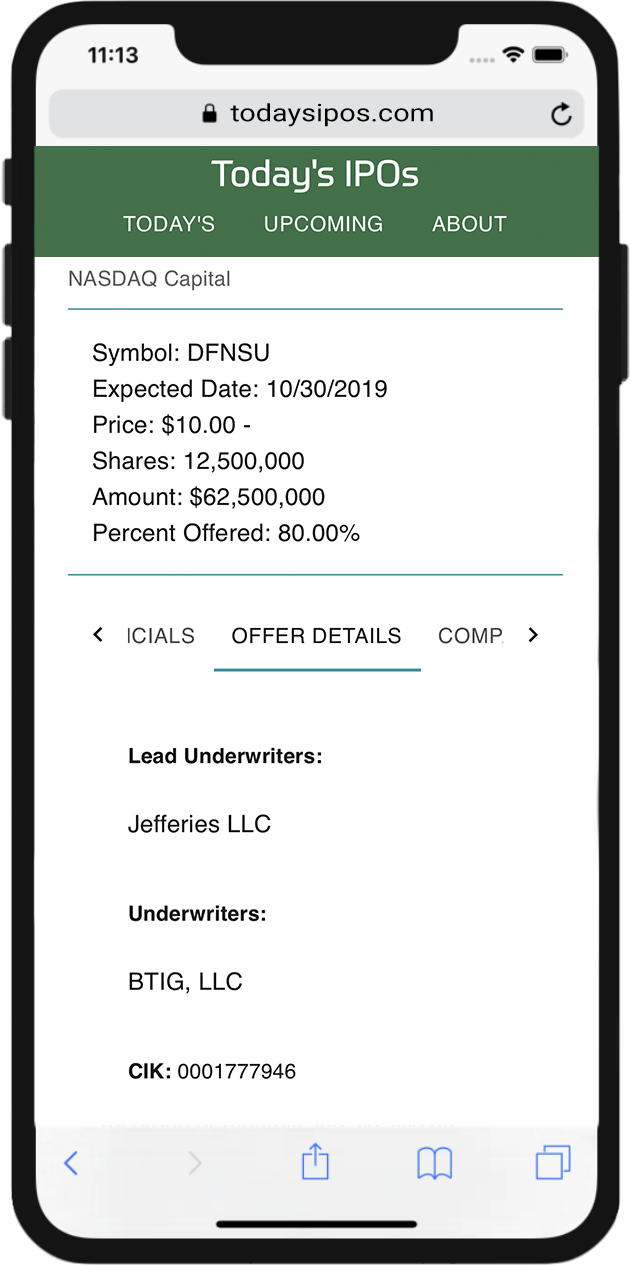 11:13
todaysipos.com
Today's IPOs
TODAY'S UPCOMING ABOUT
NASDAQ Capital
Symbol: DFNSU
Expected Date: 10/30/2019
Price: $10.00 -
Shares: 12,500,000
Amount: $62,500,000
Percent Offered: 80.00%
ICIALS OFFER DETAILS COMP
Lead Underwriters:
Jefferies LLC
Underwriters:
BTIG, LLC
CIK: 0001777946